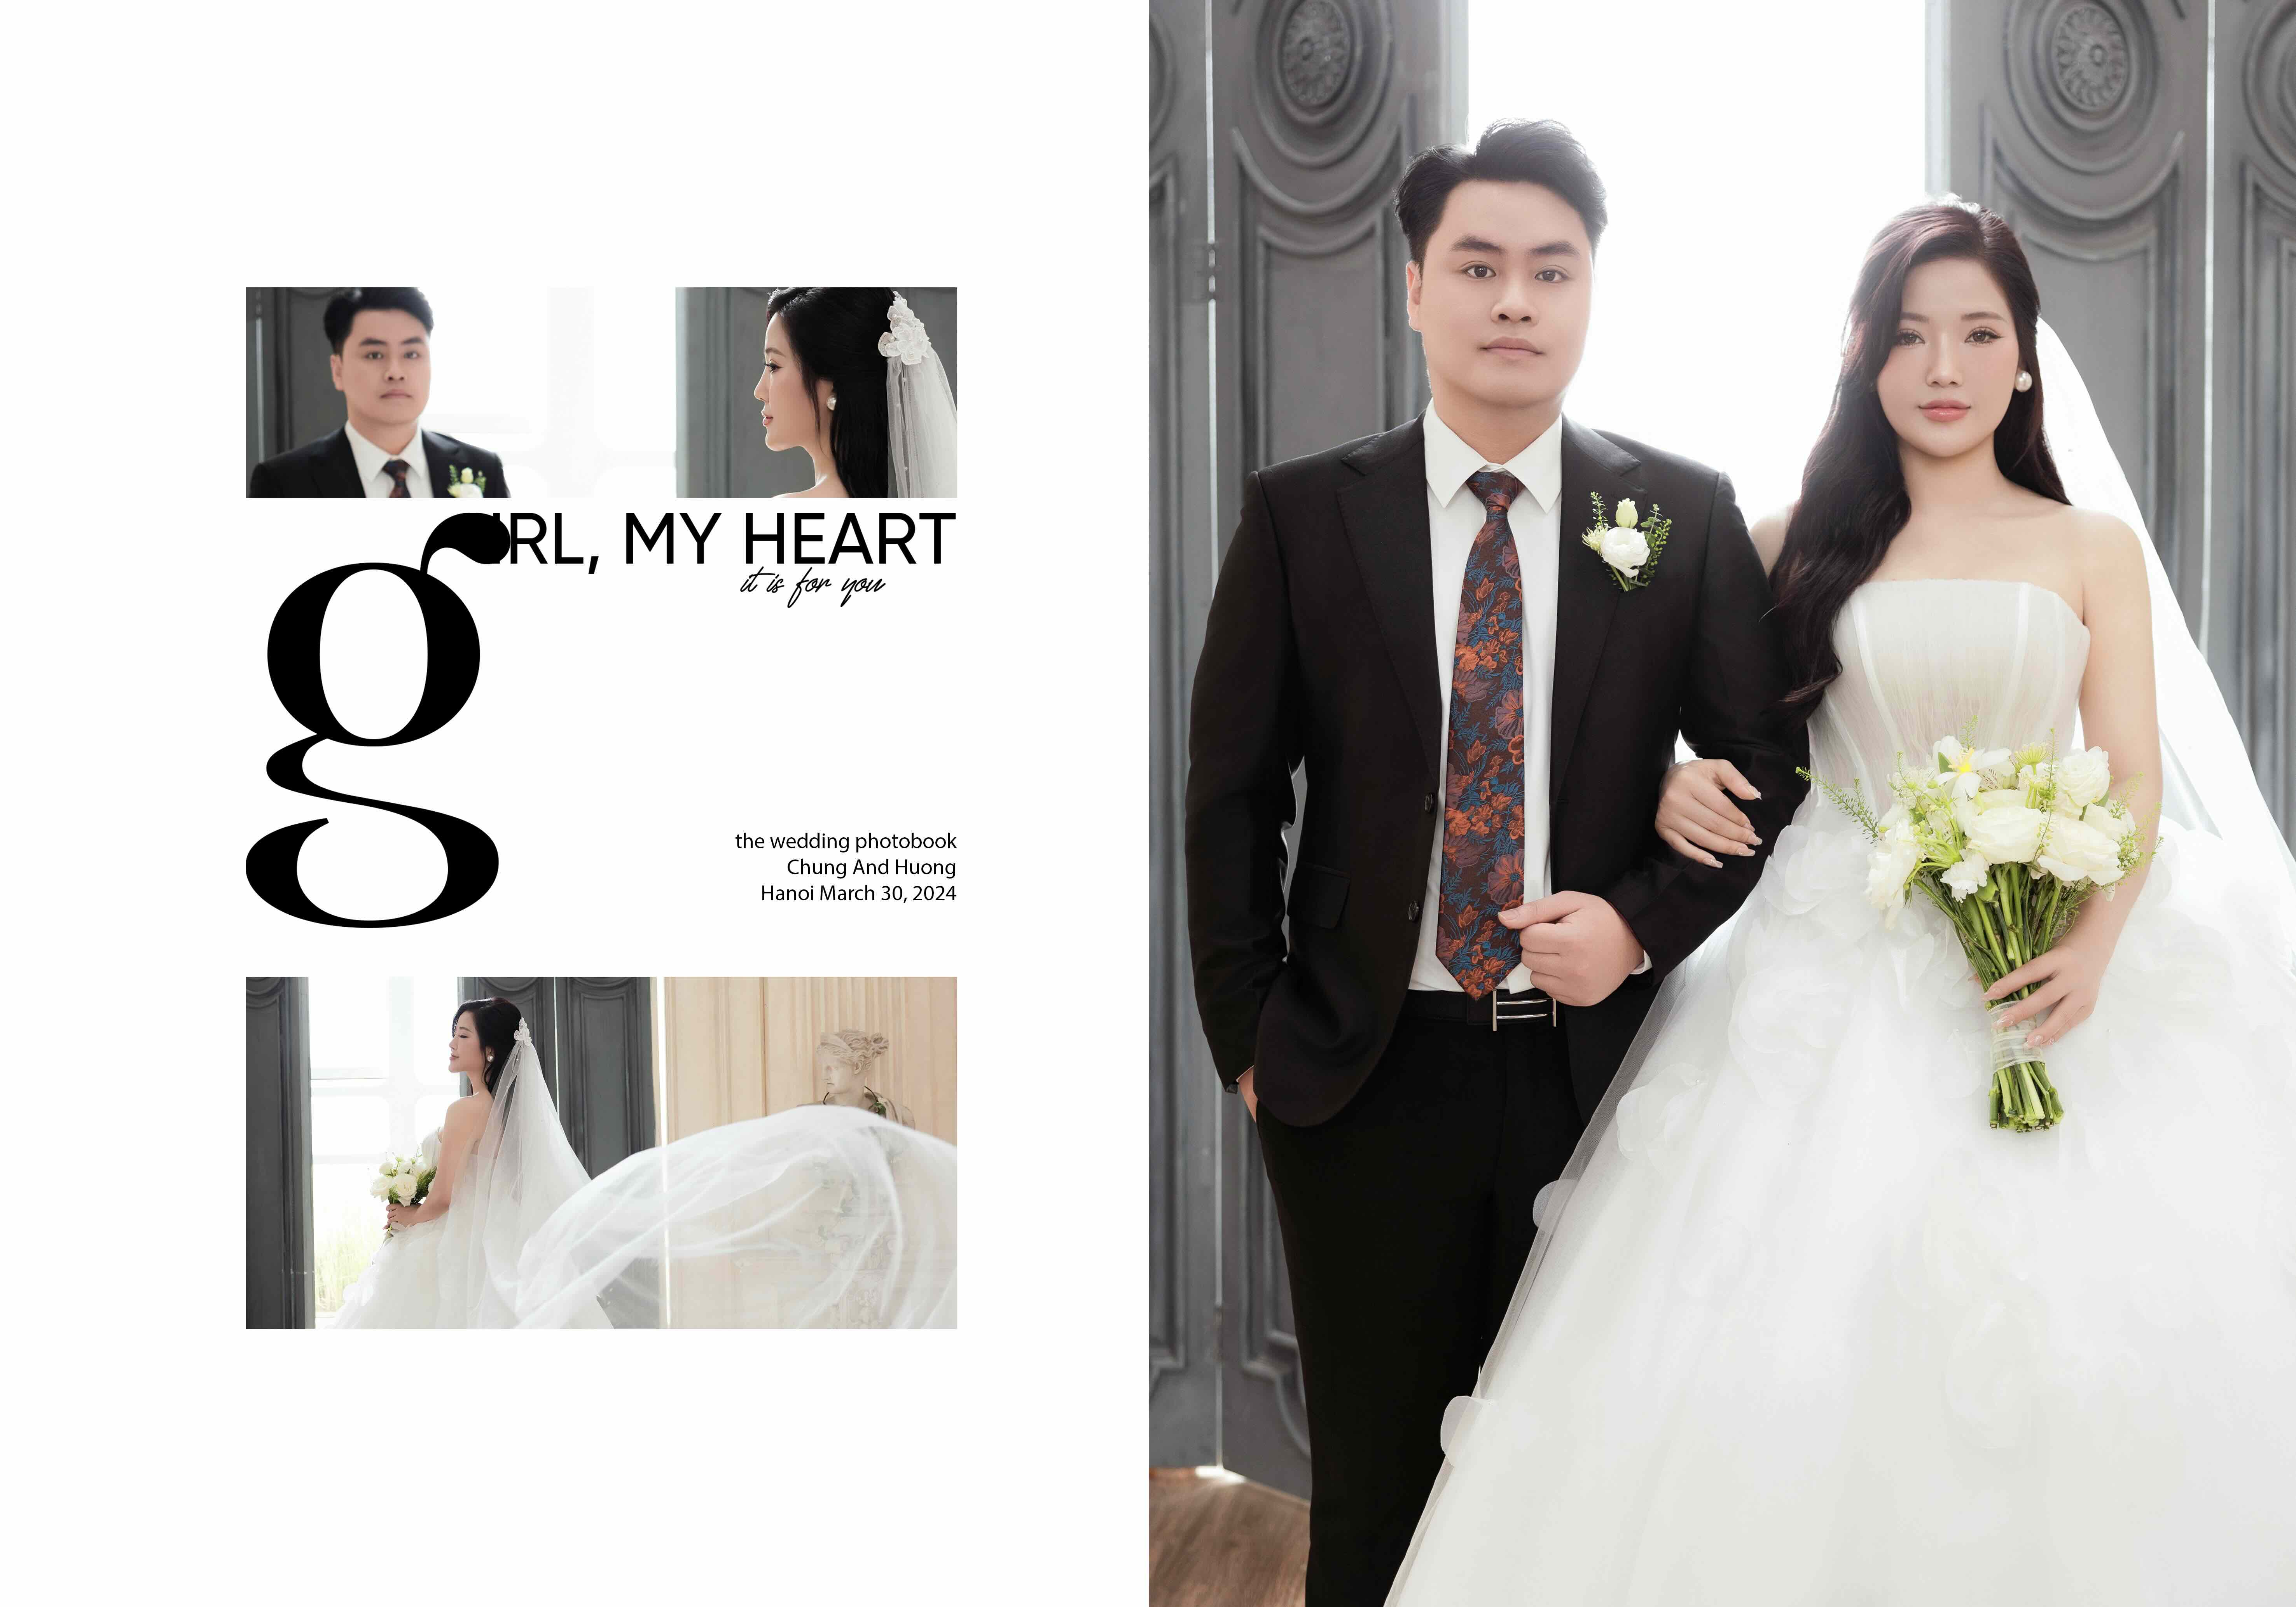 gIRL, MY HEART
it is for you
the wedding photobook
Chung And Huong
Hanoi March 30, 2024